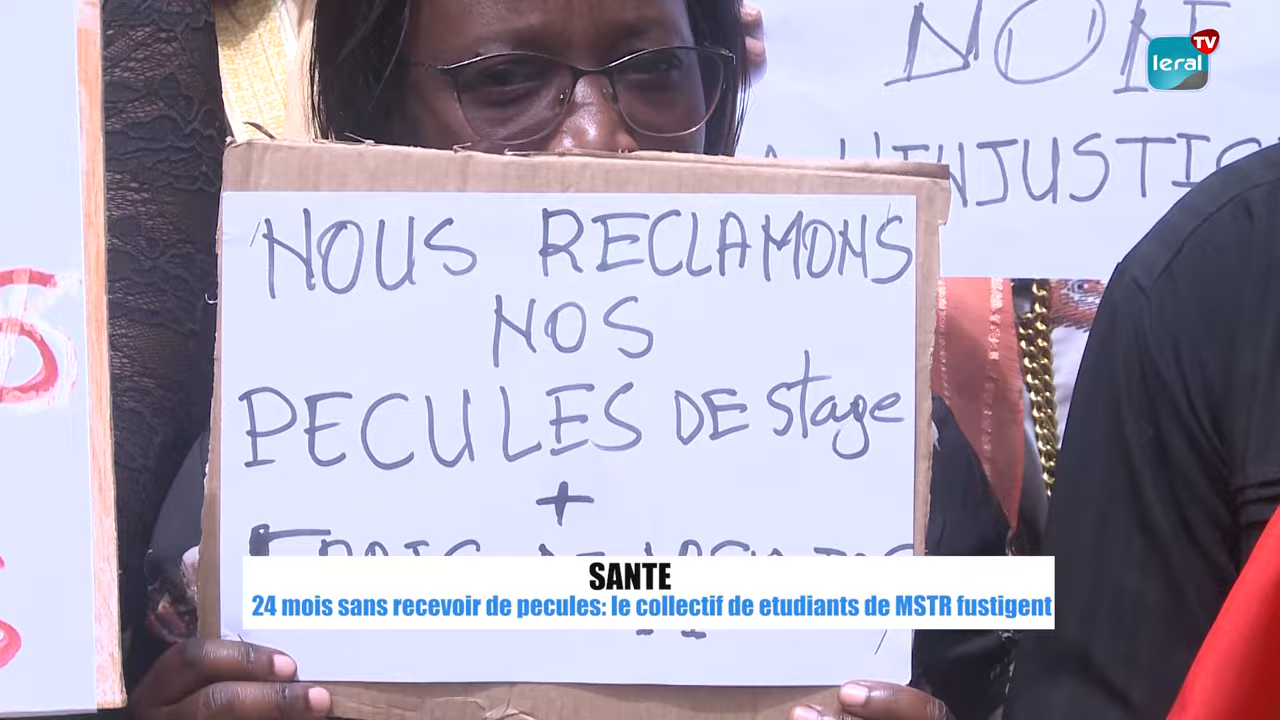 TV
leral
NON
A L'INJUSTIC
NOUS RECLAMONS
NOS
PECULES DE stage
+
SANTE
24 mois sans recevoir de pecules: le collectif de etudiants de MSTR fustigent